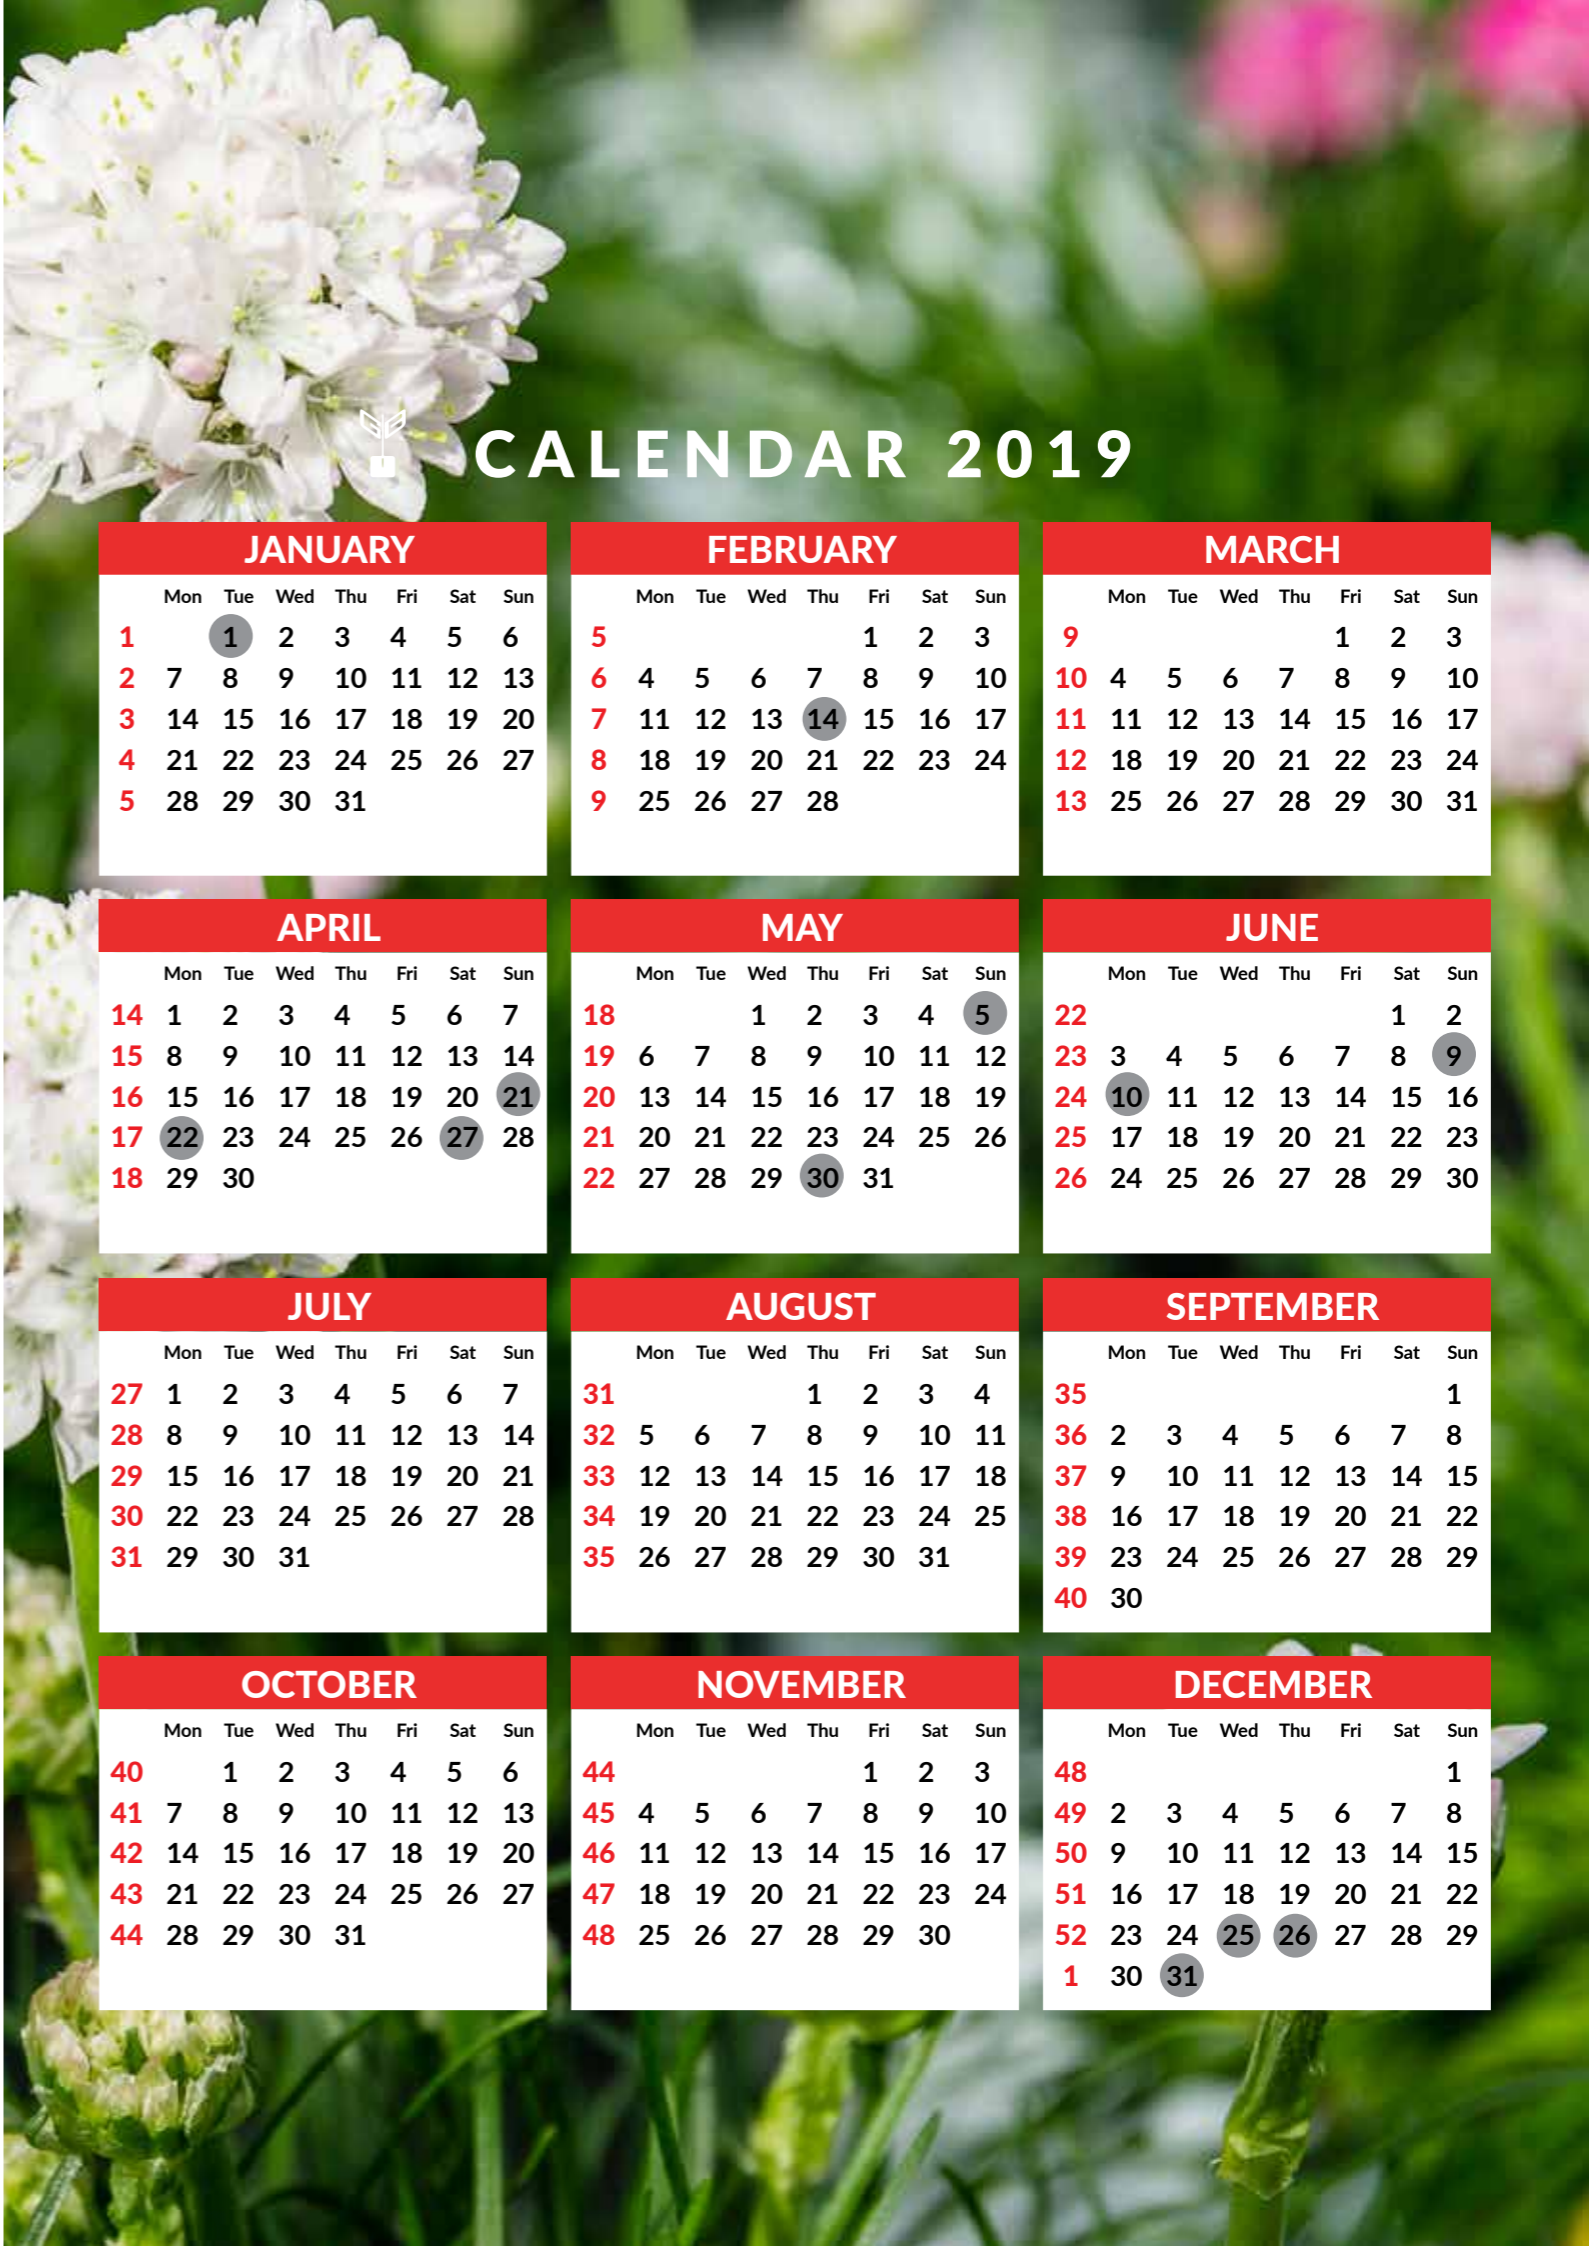 CALENDAR 2019
JANUARY
Mon Tue Wed Thu Fri Sat Sun
1 1 2 3 4 5 6
2 7 8 9 10 11 12 13
3 14 15 16 17 18 19 20
4 21 22 23 24 25 26 27
5 28 29 30 31
FEBRUARY
Mon Tue Wed Thu Fri Sat Sun
5 1 2 3
6 4 5 6 7 8 9 10
7 11 12 13 14 15 16 17
8 18 19 20 21 22 23 24
9 25 26 27 28
MARCH
Mon Tue Wed Thu Fri Sat Sun
9 1 2 3
10 4 5 6 7 8 9 10
11 11 12 13 14 15 16 17
12 18 19 20 21 22 23 24
13 25 26 27 28 29 30 31
APRIL
Mon Tue Wed Thu Fri Sat Sun
14 1 2 3 4 5 6 7
15 8 9 10 11 12 13 14
16 15 16 17 18 19 20 21
17 22 23 24 25 26 27 28
18 29 30
MAY
Mon Tue Wed Thu Fri Sat Sun
18 1 2 3 4 5
19 6 7 8 9 10 11 12
20 13 14 15 16 17 18 19
21 20 21 22 23 24 25 26
22 27 28 29 30 31
JUNE
Mon Tue Wed Thu Fri Sat Sun
22 1 2
23 3 4 5 6 7 8 9
24 10 11 12 13 14 15 16
25 17 18 19 20 21 22 23
26 24 25 26 27 28 29 30
JULY
Mon Tue Wed Thu Fri Sat Sun
27 1 2 3 4 5 6 7
28 8 9 10 11 12 13 14
29 15 16 17 18 19 20 21
30 22 23 24 25 26 27 28
31 29 30 31
AUGUST
Mon Tue Wed Thu Fri Sat Sun
31 1 2 3 4
32 5 6 7 8 9 10 11
33 12 13 14 15 16 17 18
34 19 20 21 22 23 24 25
35 26 27 28 29 30 31
SEPTEMBER
Mon Tue Wed Thu Fri Sat Sun
35 1
36 2 3 4 5 6 7 8
37 9 10 11 12 13 14 15
38 16 17 18 19 20 21 22
39 23 24 25 26 27 28 29
40 30
OCTOBER
Mon Tue Wed Thu Fri Sat Sun
40 1 2 3 4 5 6
41 7 8 9 10 11 12 13
42 14 15 16 17 18 19 20
43 21 22 23 24 25 26 27
44 28 29 30 31
NOVEMBER
Mon Tue Wed Thu Fri Sat Sun
44 1 2 3
45 4 5 6 7 8 9 10
46 11 12 13 14 15 16 17
47 18 19 20 21 22 23 24
48 25 26 27 28 29 30
DECEMBER
Mon Tue Wed Thu Fri Sat Sun
48 1
49 2 3 4 5 6 7 8
50 9 10 11 12 13 14 15
51 16 17 18 19 20 21 22
52 23 24 25 26 27 28 29
1 30 31